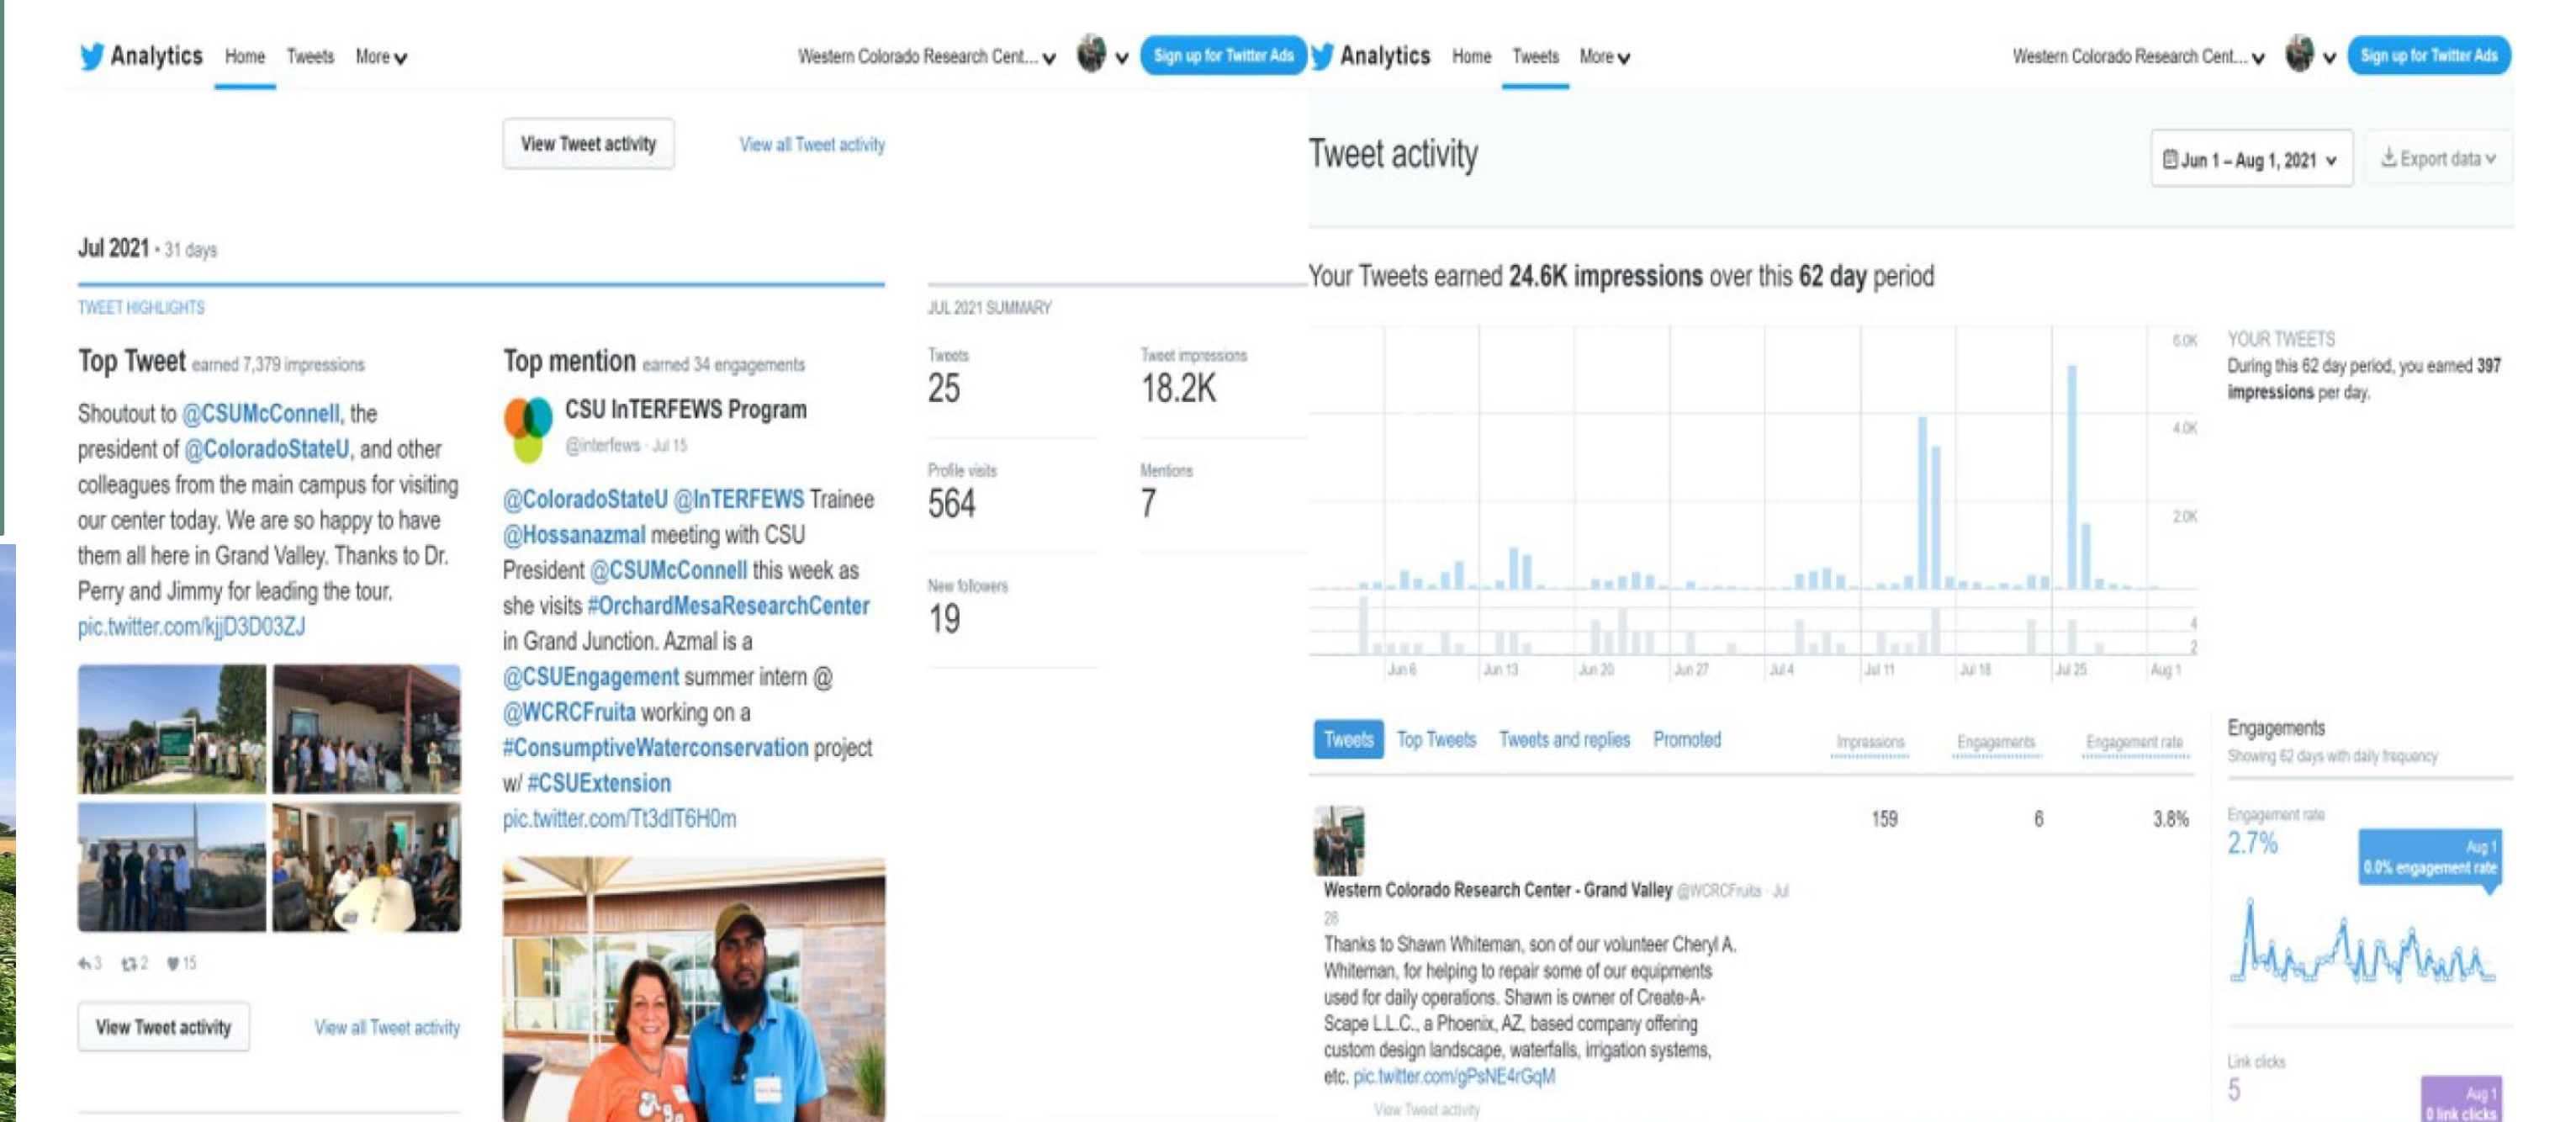 Analytics Home Tweets More
Western Colorado Research Cent... Sign up for Twitter Ads
View Tweet activity View all Tweet activity
Jul 2021 • 31 days
TWEET HIGHLIGHTS
Top Tweet earned 7,379 impressions
Shoutout to @CSUMcConnell, the
president of @ColoradoStateU, and other
colleagues from the main campus for visiting
our center today. We are so happy to have
them all here in Grand Valley. Thanks to Dr.
Perry and Jimmy for leading the tour.
pic.twitter.com/kjjD3D03ZJ
3 2 15
View Tweet activity View all Tweet activity
Top mention earned 34 engagements
CSU InTERFEWS Program
@interfews · Jul 15
@ColoradoStateU @InTERFEWS Trainee
@Hossanazmal meeting with CSU
President @CSUMcConnell this week as
she visits #OrchardMesaResearchCenter
in Grand Junction. Azmal is a
@CSUEngagement summer intern @
@WCRCFruita working on a
#ConsumptiveWaterconservation project
w/ #CSUExtension
pic.twitter.com/Tt3dIT6H0m
JUL 2021 SUMMARY
Tweets
25
Tweet impressions
18.2K
Profile visits
564
Mentions
7
New followers
19
Analytics Home Tweets More
Western Colorado Research Cent... Sign up for Twitter Ads
Tweet activity
Jun 1 – Aug 1, 2021 Export data
Your Tweets earned 24.6K impressions over this 62 day period
6.0K
4.0K
2.0K
4
2
Jun 6 Jun 13 Jun 20 Jun 27 Jul 4 Jul 11 Jul 18 Jul 25 Aug 1
YOUR TWEETS
During this 62 day period, you earned 397
impressions per day.
Tweets Top Tweets Tweets and replies Promoted Impressions Engagements Engagement rate
159 6 3.8%
Western Colorado Research Center - Grand Valley @WCRCFruita · Jul
28
Thanks to Shawn Whiteman, son of our volunteer Cheryl A.
Whiteman, for helping to repair some of our equipments
used for daily operations. Shawn is owner of Create-A-
Scape L.L.C., a Phoenix, AZ, based company offering
custom design landscape, waterfalls, irrigation systems,
etc. pic.twitter.com/gPsNE4rGqM
View Tweet activity
Engagements
Showing 62 days with daily frequency
Engagement rate
2.7%
Aug 1
0.0% engagement rate
Link clicks
5
Aug 1
0 link clicks